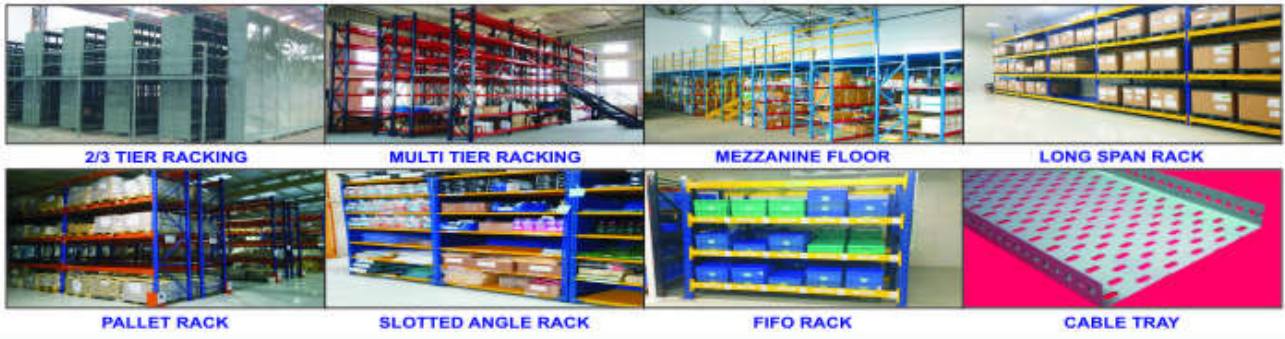 2/3 TIER RACKING
MULTI TIER RACKING
MEZZANINE FLOOR
LONG SPAN RACK
PALLET RACK
SLOTTED ANGLE RACK
FIFO RACK
CABLE TRAY